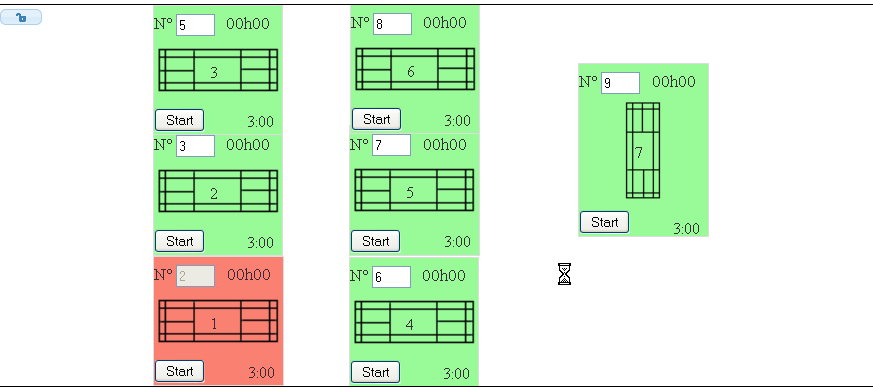 N° 5 00h00
3
Start 3:00
N° 3 00h00
2
Start 3:00
N° 2 00h00
1
Start 3:00
N° 8 00h00
6
Start 3:00
N° 7 00h00
5
Start 3:00
N° 6 00h00
4
Start 3:00
N° 9 00h00
7
Start 3:00